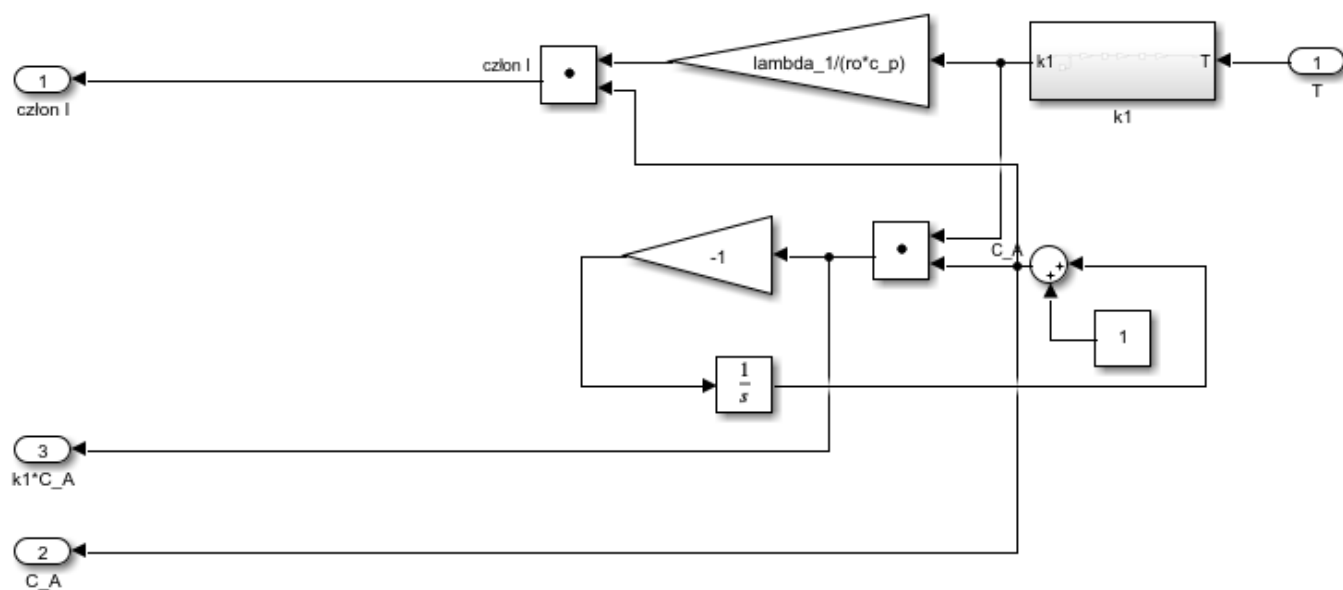 lambda_1/(ro*c_p)
k1
T
1
T
k1
człon I
1
człon I
C_A
-1
1
1
s
3
k1*C_A
2
C_A